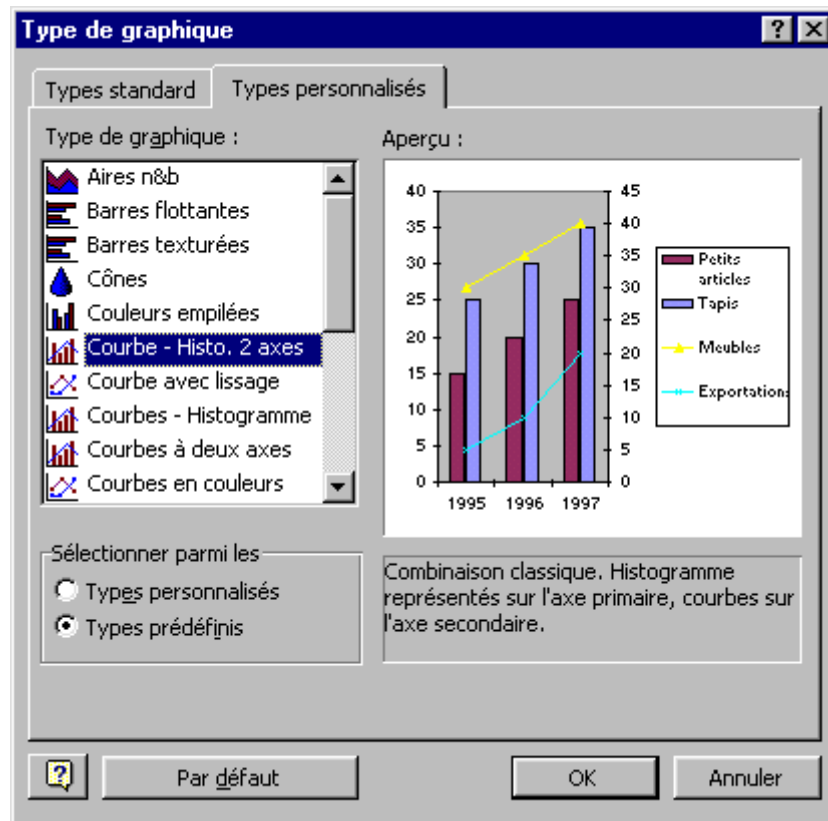 Type de graphique
Types standard
Types personnalisés
Type de graphique :
Aires n&b
Barres flottantes
Barres texturées
Cônes
Couleurs empilées
Courbe - Histo. 2 axes
Courbe avec lissage
Courbes - Histogramme
Courbes à deux axes
Courbes en couleurs
Sélectionner parmi les
Types personnalisés
Types prédéfinis
Aperçu :
40
35
30
25
20
15
10
5
0
45
40
35
30
25
20
15
10
5
0
1995 1996 1997
Petits
articles
Tapis
Meubles
Exportations
Combinaison classique. Histogramme
représentés sur l'axe primaire, courbes sur
l'axe secondaire.
Par défaut
OK
Annuler